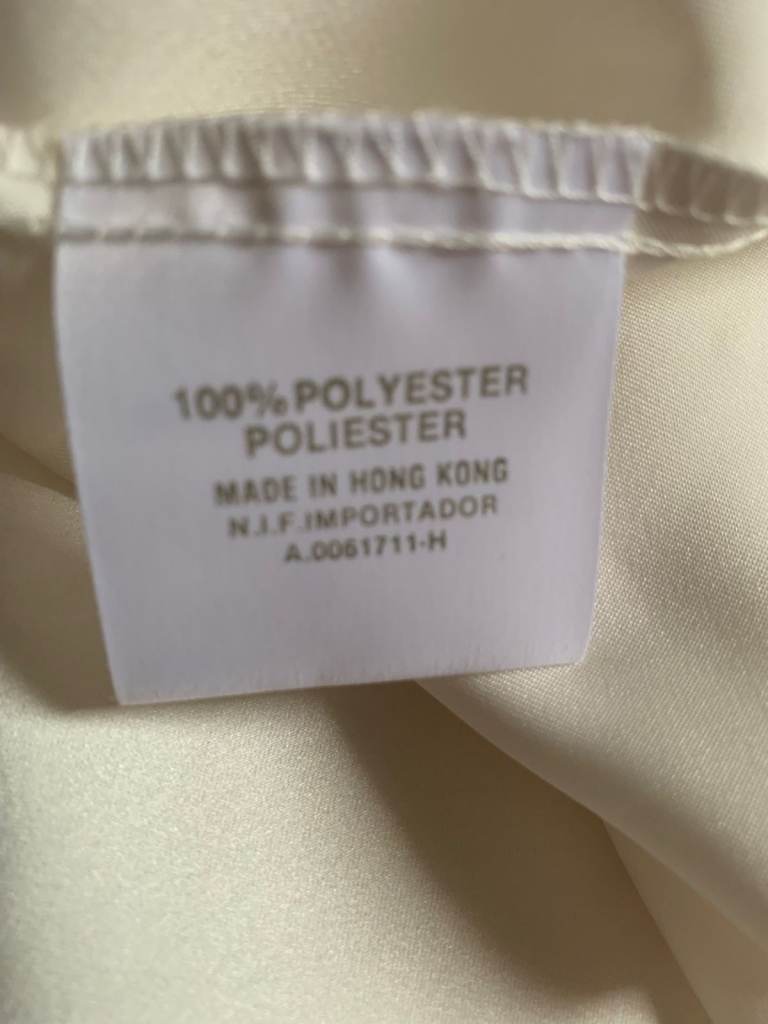 100% POLYESTER
POLIESTER
MADE IN HONG KONG
N.I.F.IMPORTADOR
A.0061711-H